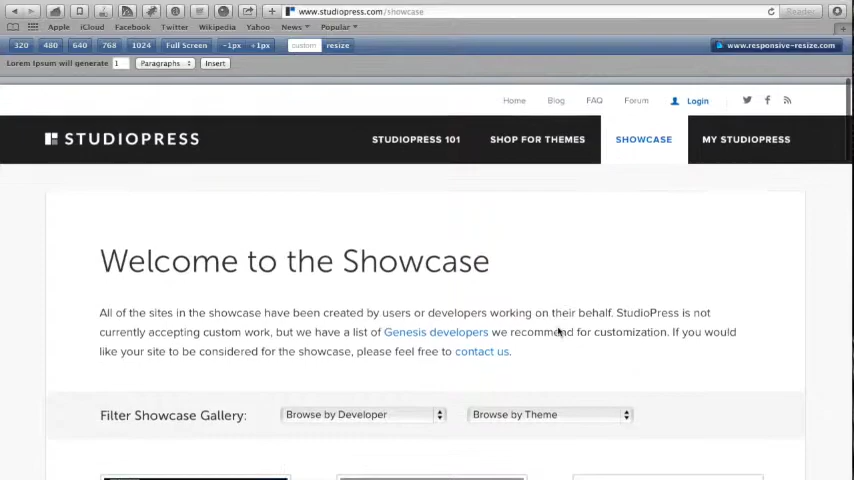 www.studiopress.com/showcase
Reader
Apple iCloud Facebook Twitter Wikipedia Yahoo News Popular
320 480 640 768 1024 Full Screen -1px +1px custom resize www.responsive-resize.com
Lorem Ipsum will generate 1 Paragraphs Insert
Home Blog FAQ Forum Login
STUDIOPRESS STUDIOPRESS 101 SHOP FOR THEMES SHOWCASE MY STUDIOPRESS
Welcome to the Showcase
All of the sites in the showcase have been created by users or developers working on their behalf. StudioPress is not
currently accepting custom work, but we have a list of Genesis developers we recommend for customization. If you would
like your site to be considered for the showcase, please feel free to contact us.
Filter Showcase Gallery: Browse by Developer Browse by Theme